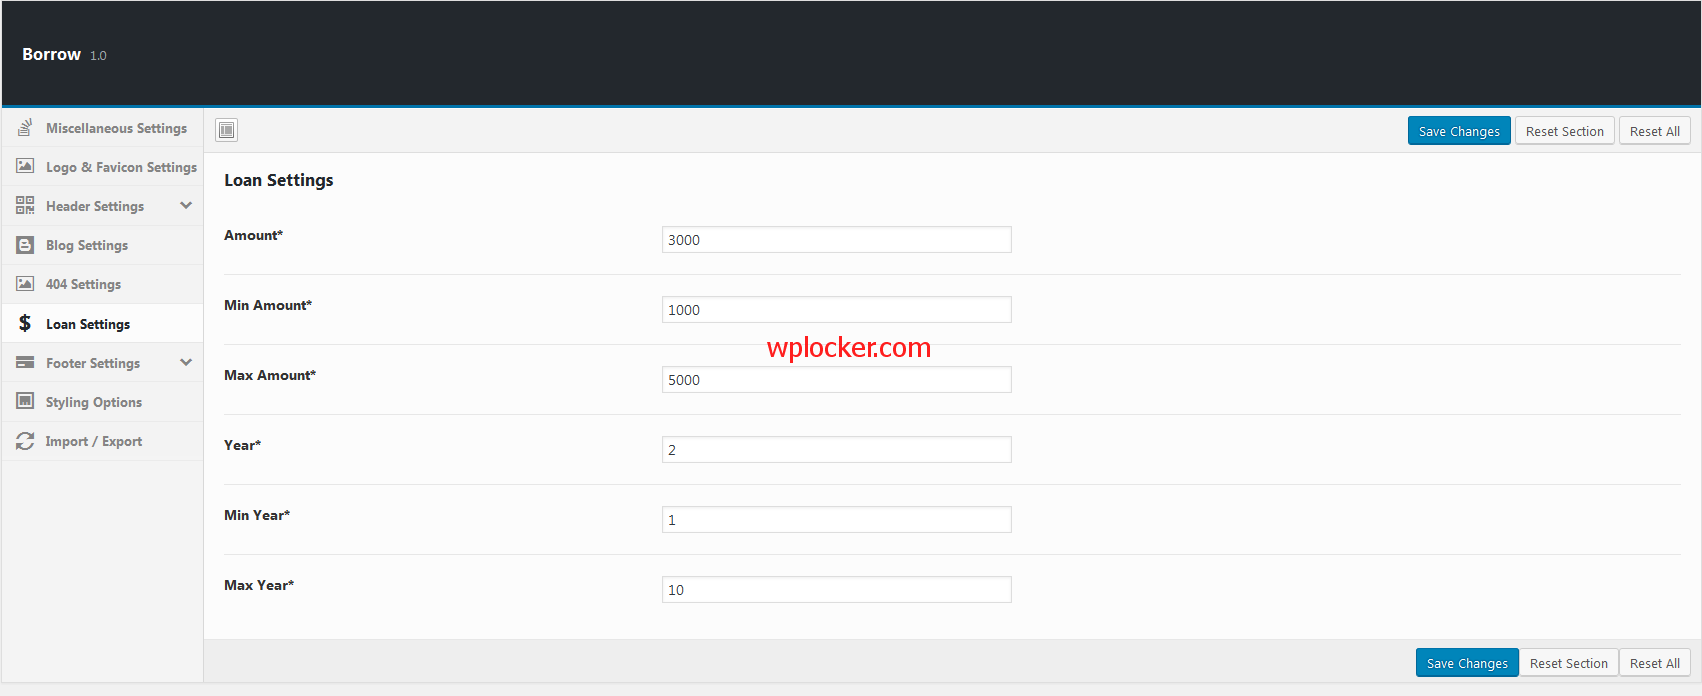 Borrow 1.0
Miscellaneous Settings
Logo & Favicon Settings
Header Settings
Blog Settings
404 Settings
Loan Settings
Footer Settings
Styling Options
Import / Export
Save Changes Reset Section Reset All
Loan Settings
Amount* 3000
Min Amount* 1000
wplocker.com
Max Amount* 5000
Year* 2
Min Year* 1
Max Year* 10
Save Changes Reset Section Reset All